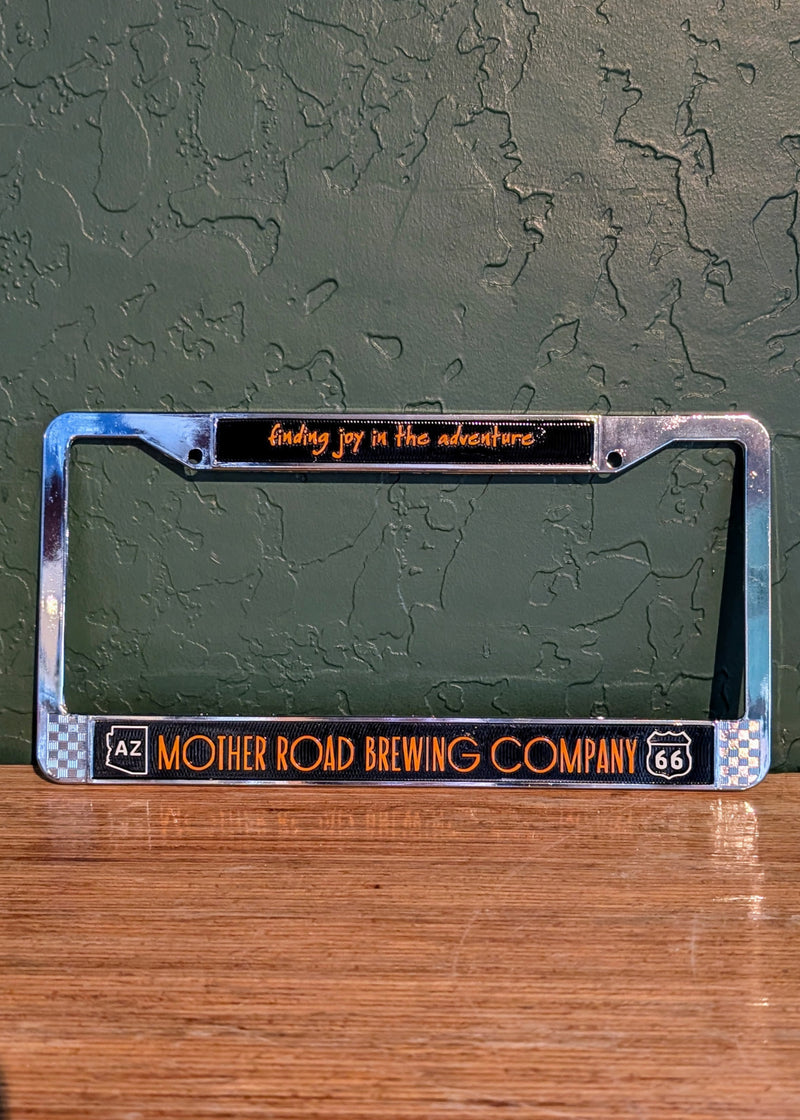 finding joy in the adventure
AZ MOTHER ROAD BREWING COMPANY 66